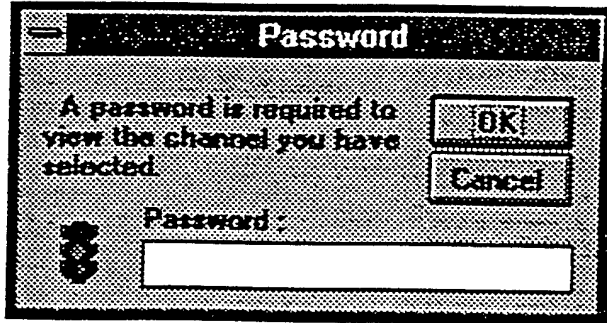 Password
A password is required to
view the channel you have
selected.
OK
Cancel
Password :